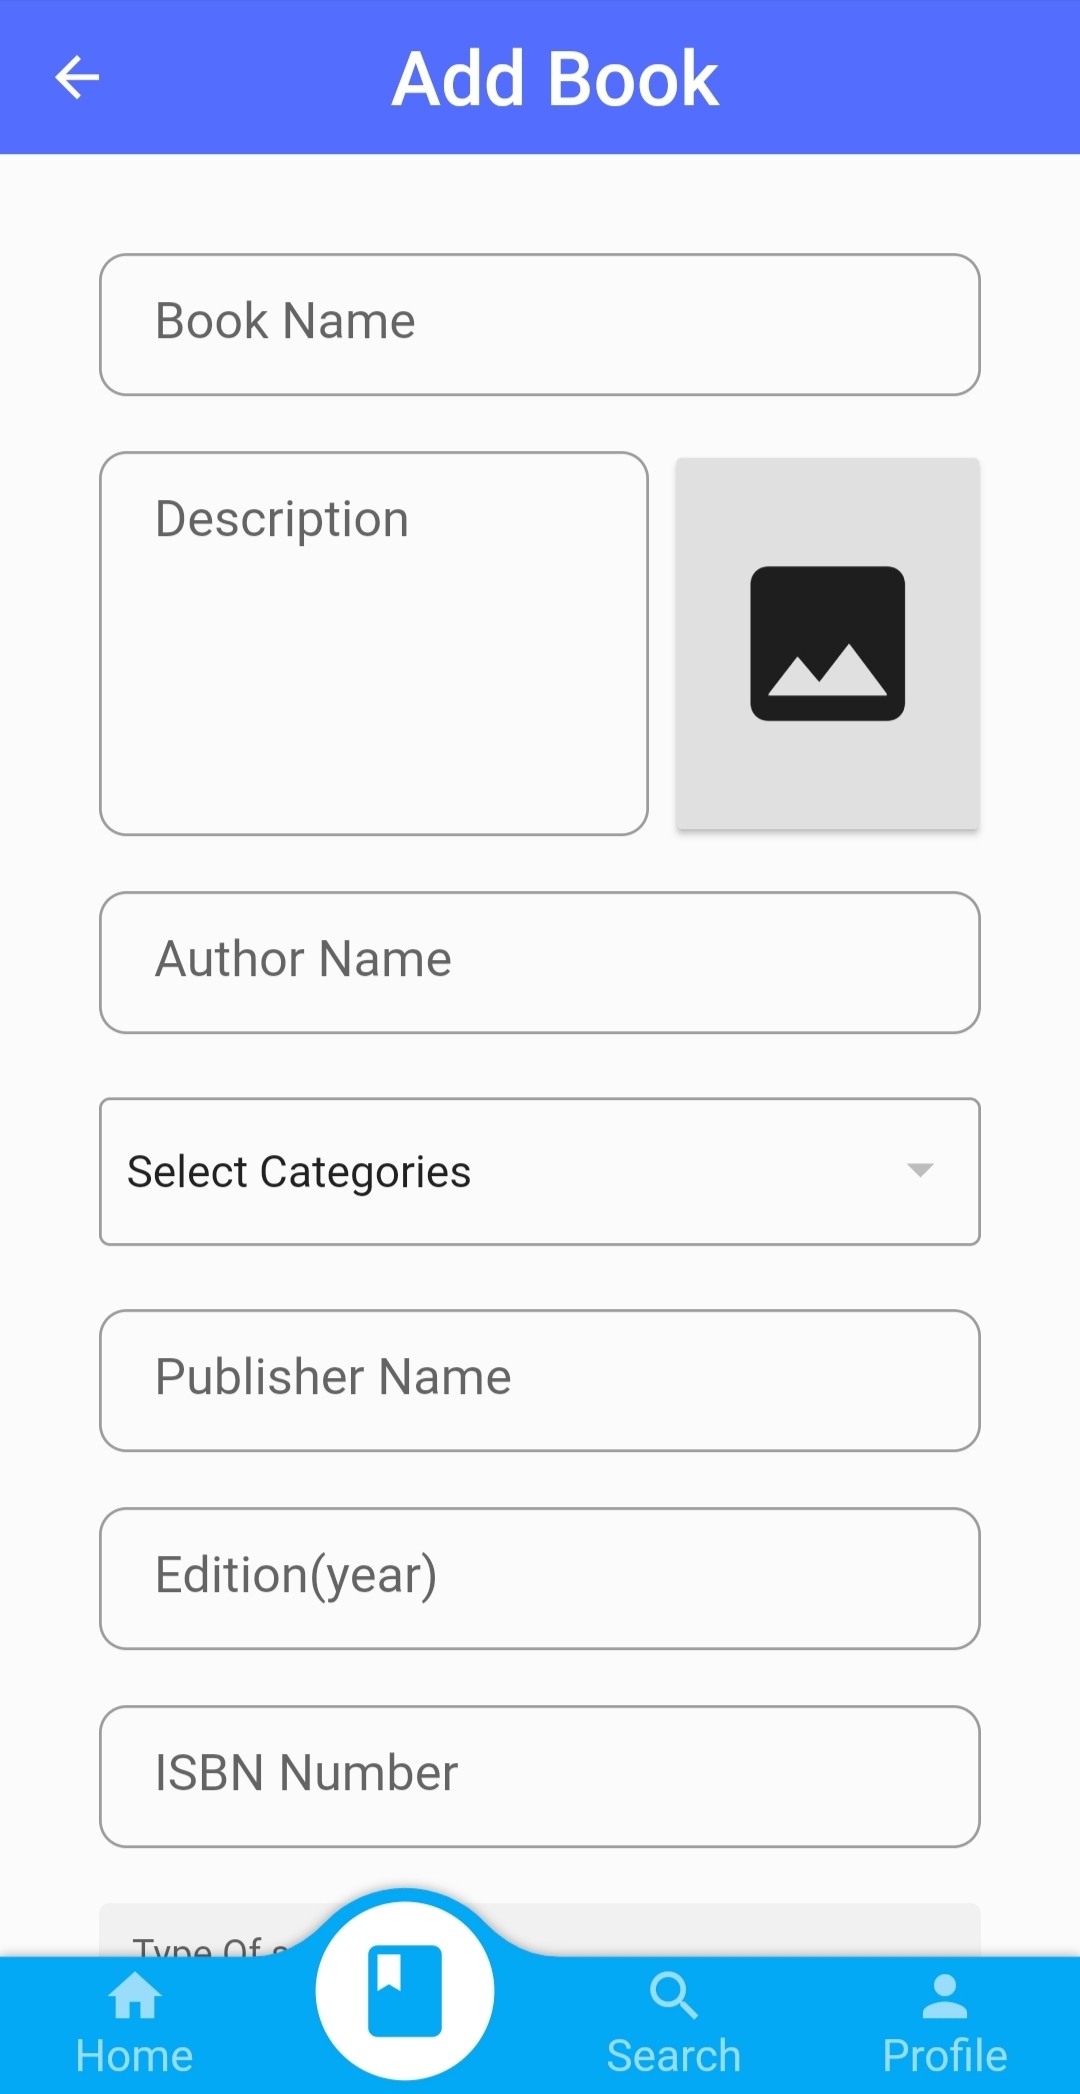 Add Book
Book Name
Description
Author Name
Select Categories
Publisher Name
Edition(year)
ISBN Number
Type Of
Home
Search
Profile